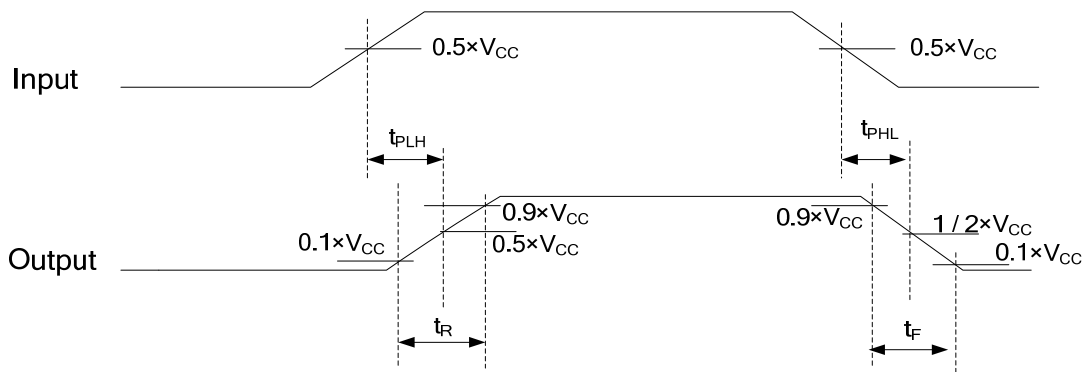 0.5×VCC
0.5×VCC
Input
tPLH
tPHL
0.9×VCC
0.9×VCC
1/2×VCC
0.1×VCC
0.5×VCC
0.1×VCC
Output
tR
tF